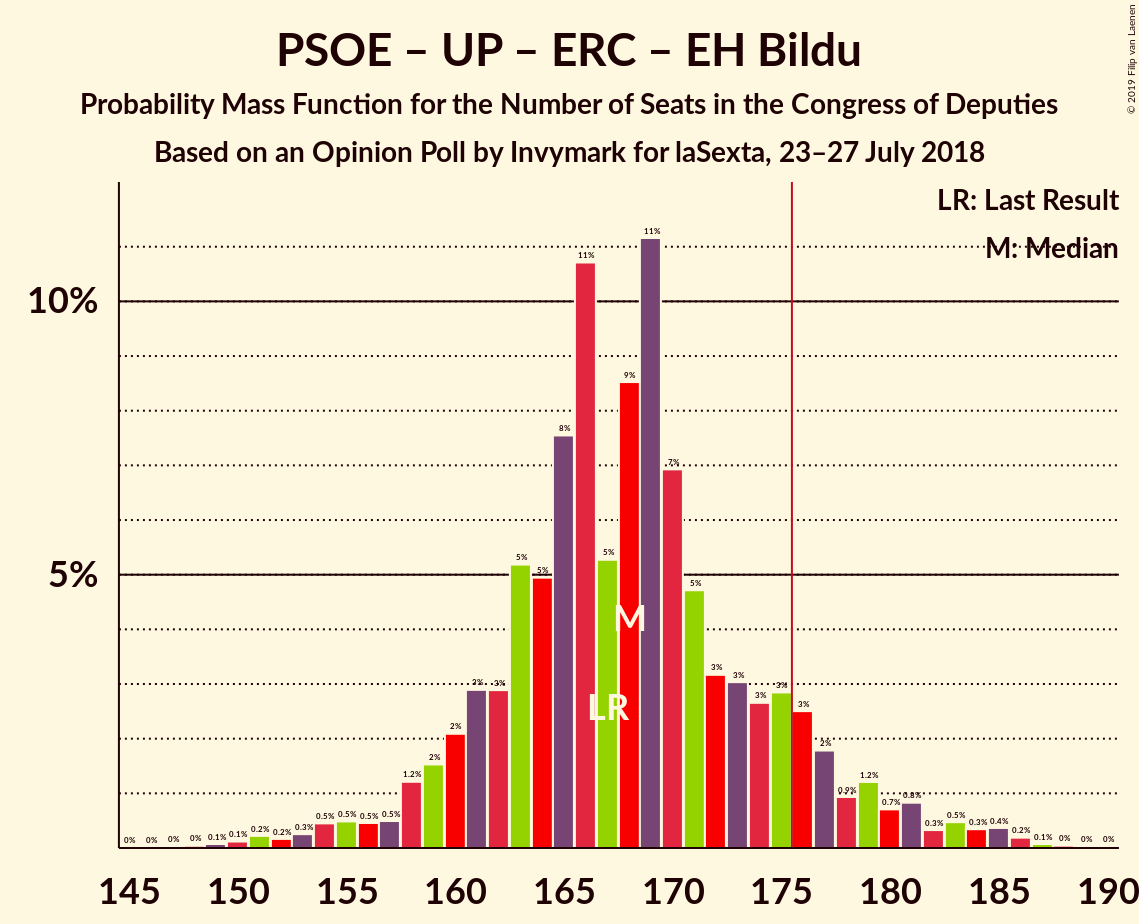 PSOE – UP – ERC – EH Bildu
Probability Mass Function for the Number of Seats in the Congress of Deputies
Based on an Opinion Poll by Invymark for laSexta, 23–27 July 2018
© 2019 Filip van Laenen
LR: Last Result
M: Median
10%
5%
0% 0% 0% 0% 0.1% 0.1% 0.2% 0.2% 0.3% 0.5% 0.5% 0.5% 0.5% 1.2% 2% 2% 3% 3% 5% 5% 8% 11% 5% 9% 11% 7% 5% 3% 3% 3% 3% 3% 2% 0.9% 1.2% 0.7% 0.8% 0.3% 0.5% 0.3% 0.4% 0.2% 0.1% 0% 0% 0%
M
LR
145 150 155 160 165 170 175 180 185 190